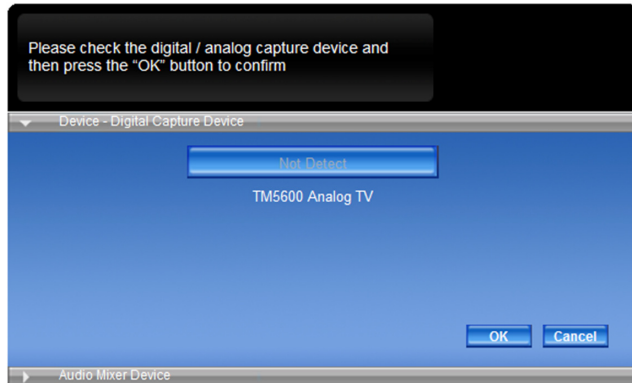 Please check the digital / analog capture device and
then press the “OK” button to confirm
Device - Digital Capture Device
Not Detect
TM5600 Analog TV
OK Cancel
Audio Mixer Device